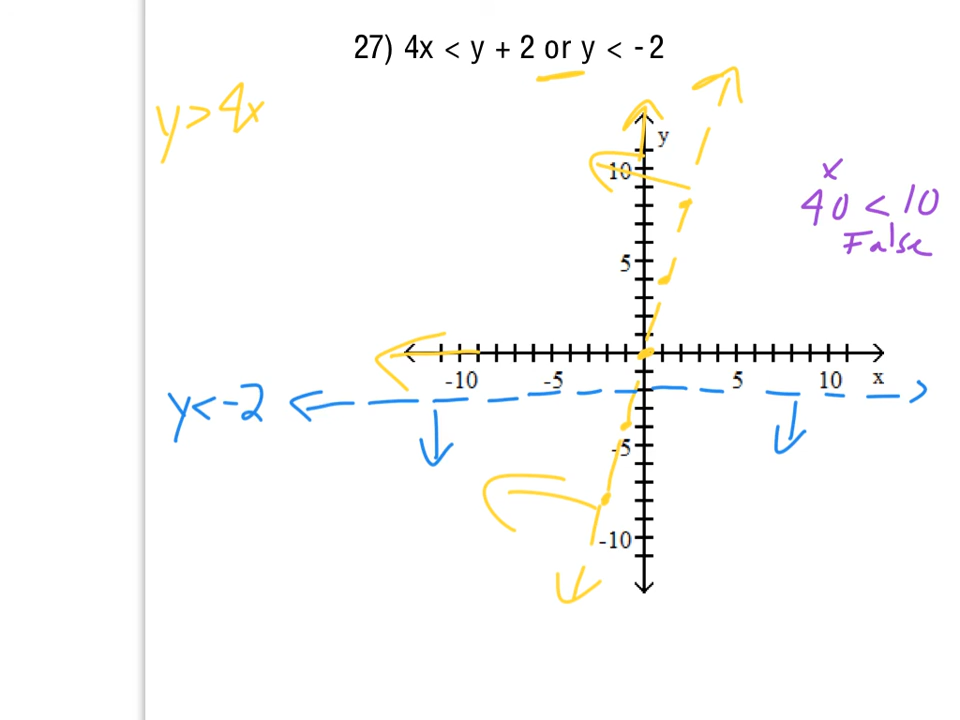 27) 4x < y + 2 or y < - 2
y > 4x
y
10
x
40 < 10
False
5
-10 -5 5 10 x
y < -2
-5
-10